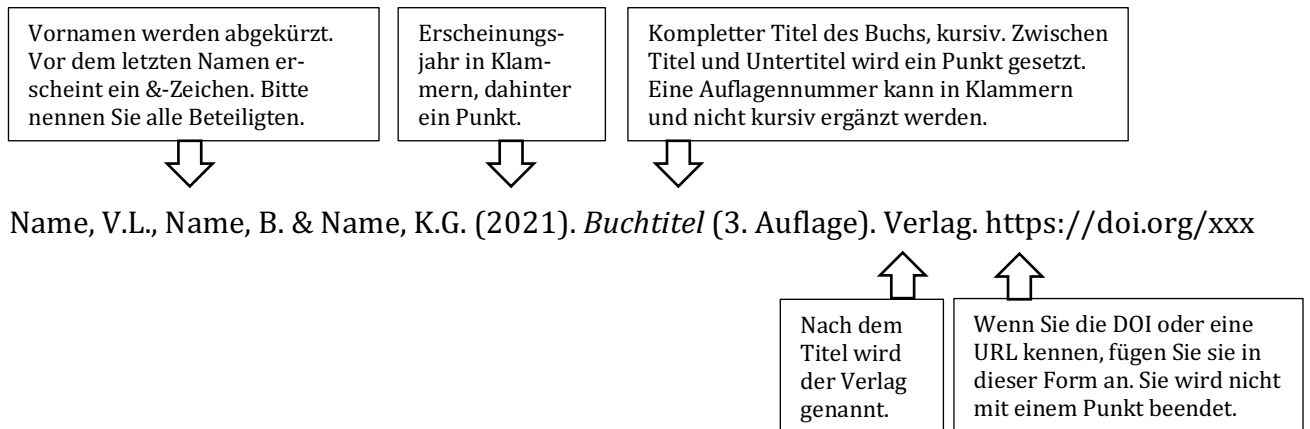 Vornamen werden abgekürzt.
Vor dem letzten Namen er-
scheint ein &-Zeichen. Bitte
nennen Sie alle Beteiligten.
Erscheinungs-
jahr in Klam-
mern, dahinter
ein Punkt.
Kompletter Titel des Buchs, kursiv. Zwischen
Titel und Untertitel wird ein Punkt gesetzt.
Eine Auflagennummer kann in Klammern
und nicht kursiv ergänzt werden.
Name, V.L., Name, B. & Name, K.G. (2021). Buchtitel (3. Auflage). Verlag. https://doi.org/xxx
Nach dem
Titel wird
der Verlag
genannt.
Wenn Sie die DOI oder eine
URL kennen, fügen Sie sie in
dieser Form an. Sie wird nicht
mit einem Punkt beendet.